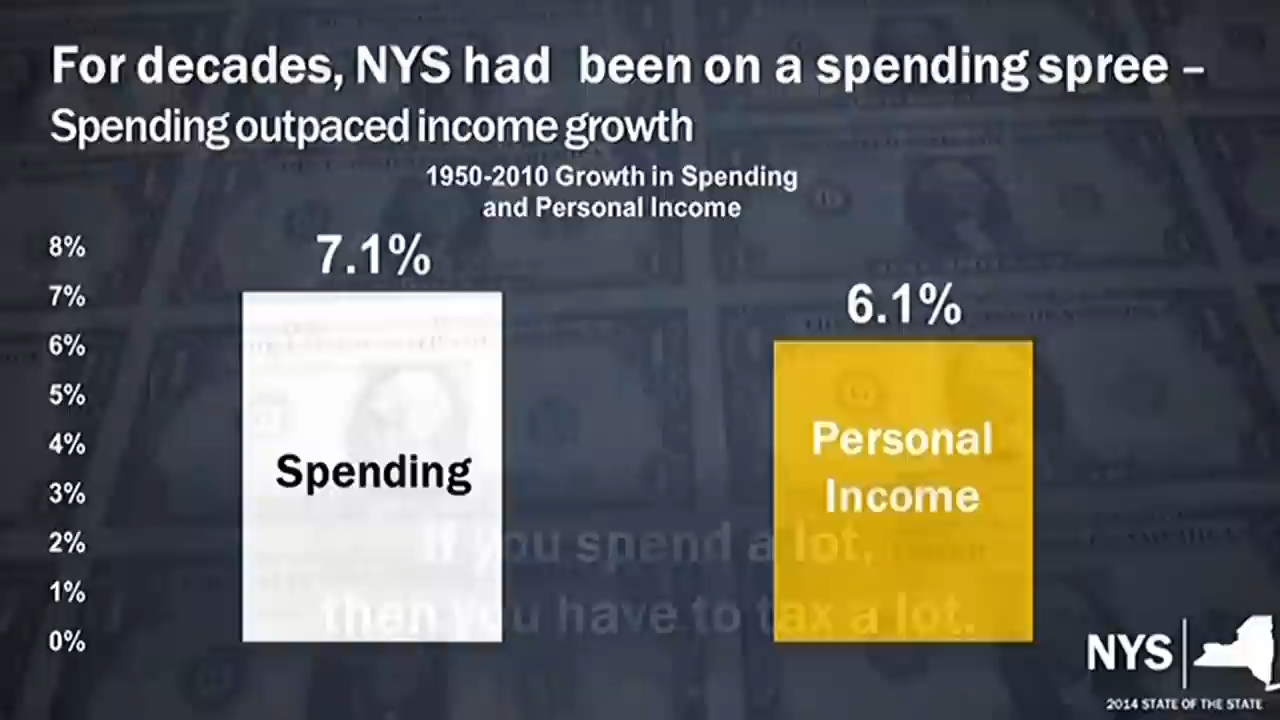 For decades, NYS had been on a spending spree –
Spending outpaced income growth
1950-2010 Growth in Spending
and Personal Income
8%
7%
6%
5%
4%
3%
2%
1%
0%
7.1%
Spending
6.1%
Personal
Income
If you spend a lot,
then you have to tax a lot.
NYS
2014 STATE OF THE STATE